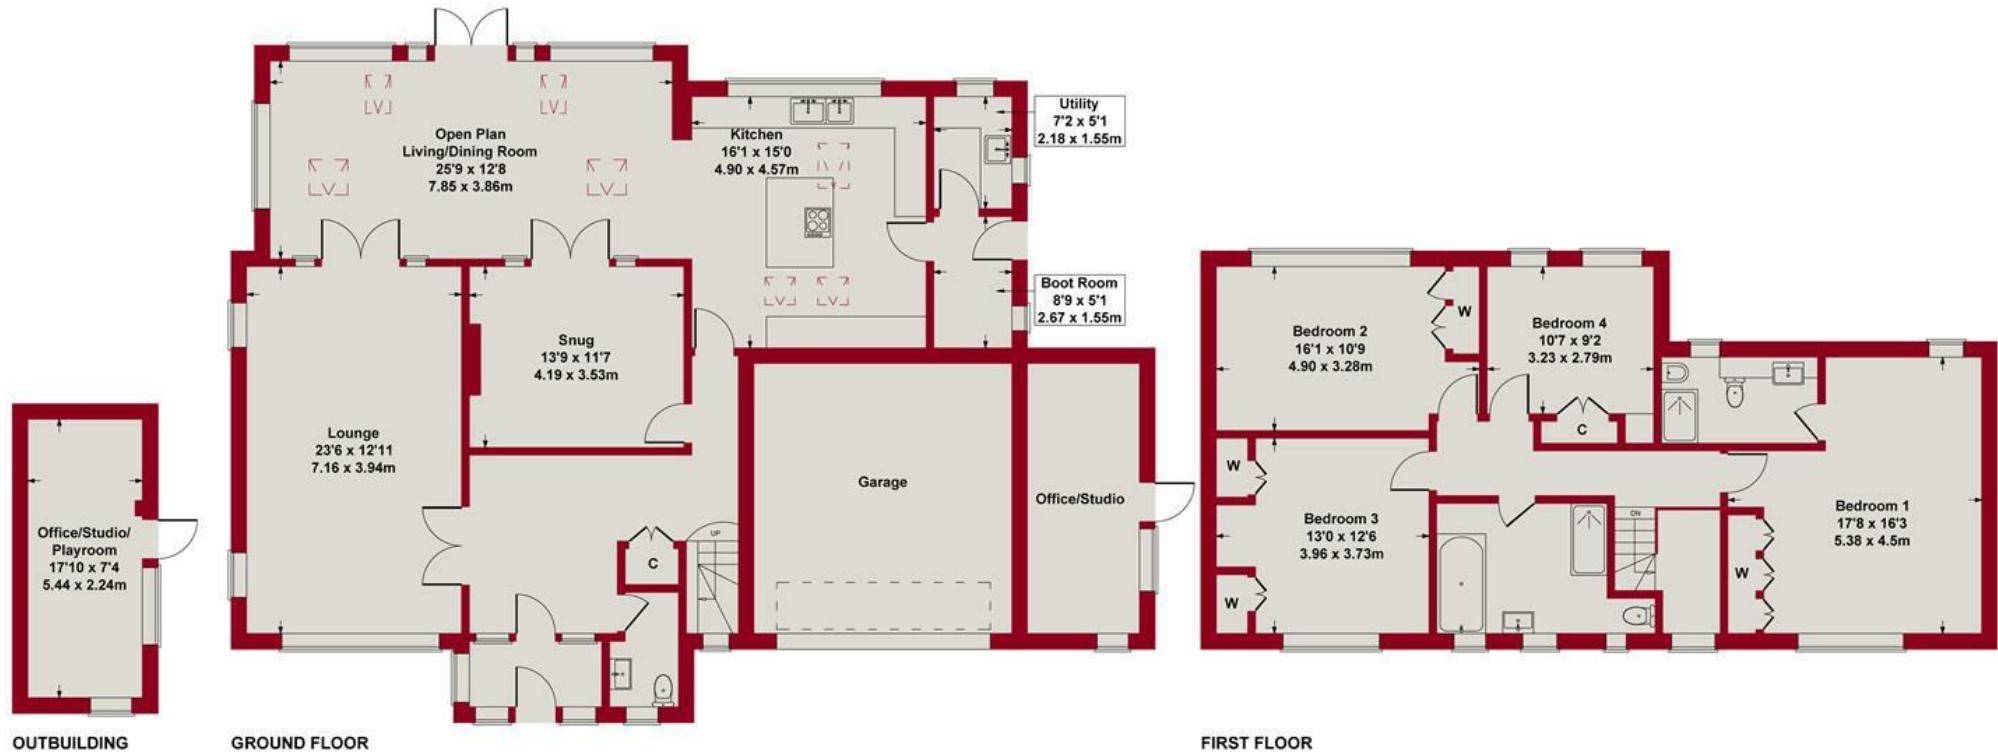 Open Plan
Living/Dining Room
25'9 x 12'8
7.85 x 3.86m
Kitchen
16'1 x 15'0
4.90 x 4.57m
Utility
7'2 x 5'1
2.18 x 1.55m
Boot Room
8'9 x 5'1
2.67 x 1.55m
Snug
13'9 x 11'7
4.19 x 3.53m
Lounge
23'6 x 12'11
7.16 x 3.94m
Garage
Office/Studio
UP
C
Office/Studio/
Playroom
17'10 x 7'4
5.44 x 2.24m
Bedroom 2
16'1 x 10'9
4.90 x 3.28m
W
Bedroom 4
10'7 x 9'2
3.23 x 2.79m
C
W
Bedroom 3
13'0 x 12'6
3.96 x 3.73m
W
DN
Bedroom 1
17'8 x 16'3
5.38 x 4.5m
W
OUTBUILDING
GROUND FLOOR
FIRST FLOOR